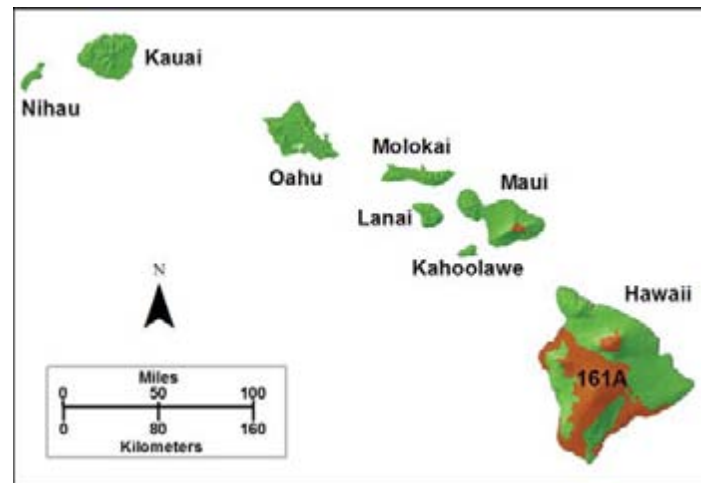 Kauai
Nihau
Oahu
Molokai
Maui
Lanai
Kahoolawe
Hawaii
161A
N
Miles
0 50 100
0 80 160
Kilometers